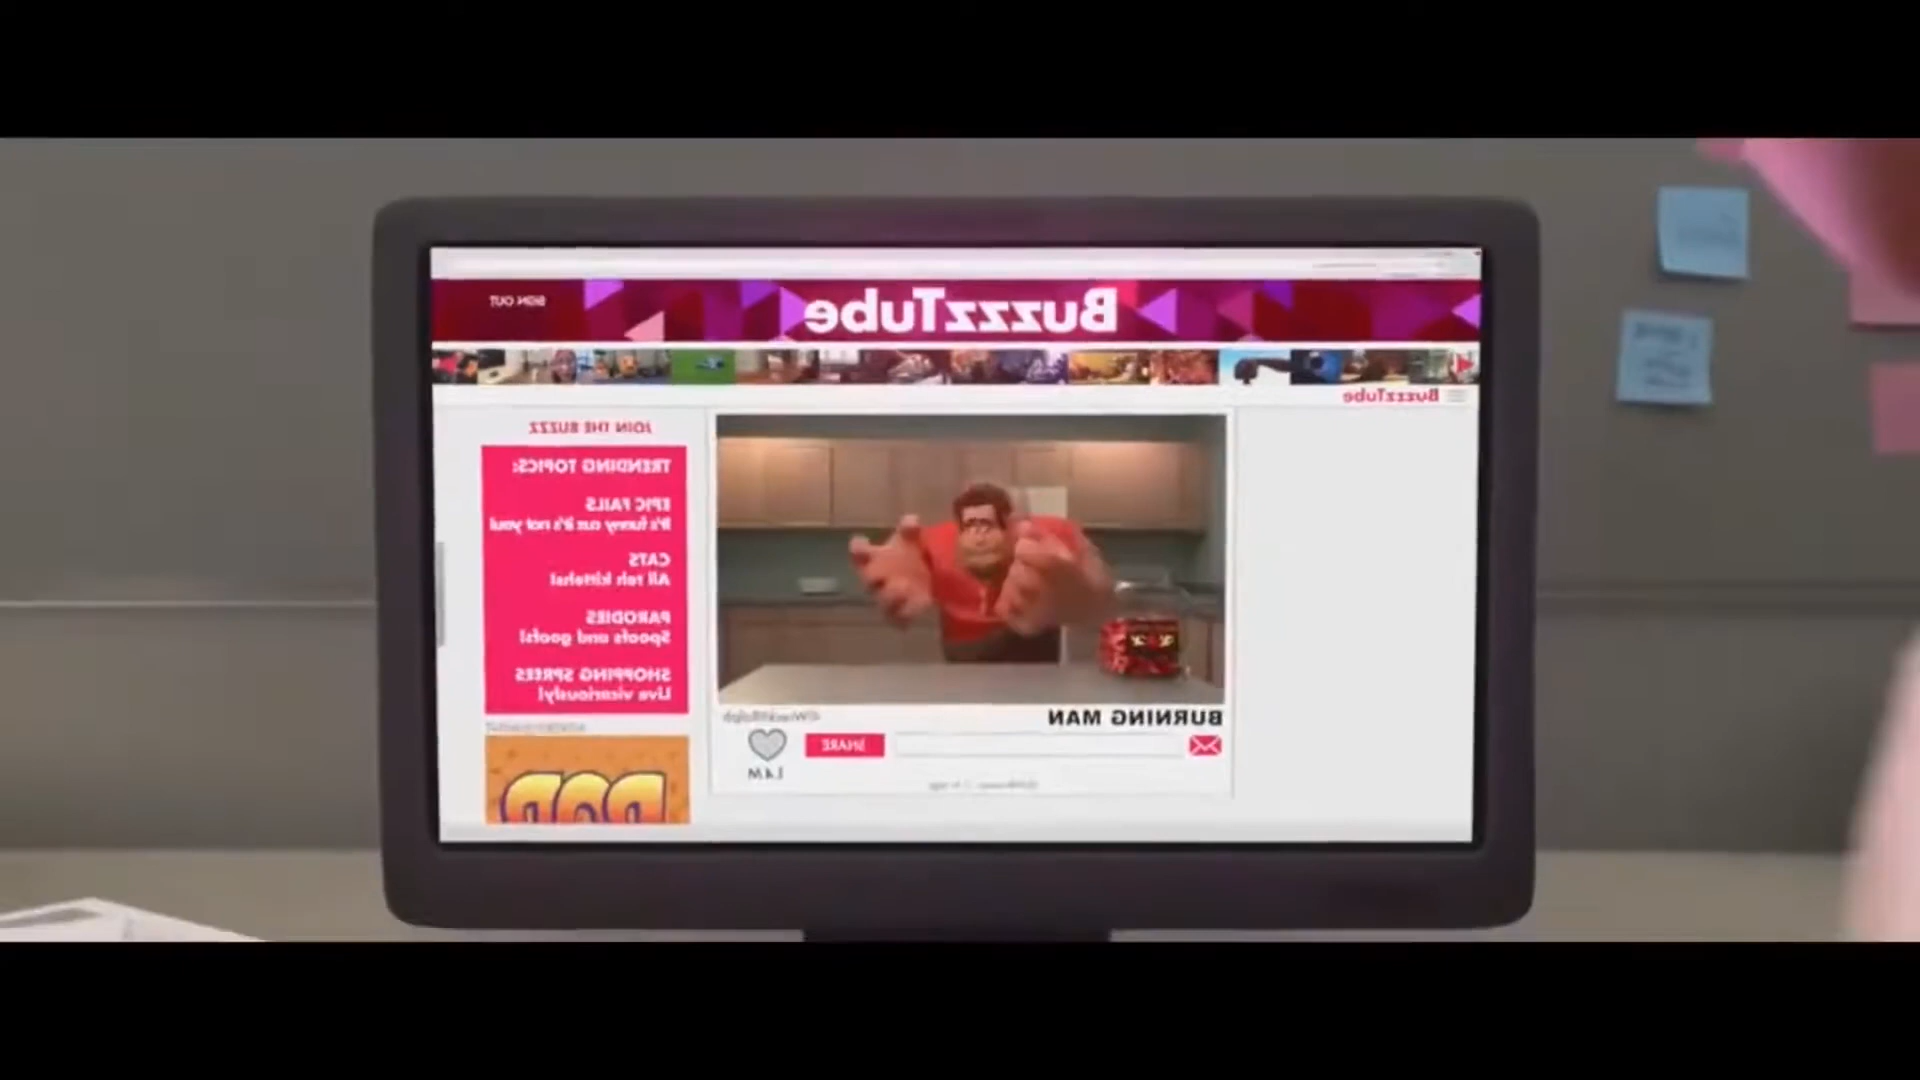 SIGN OUT
BuzzzTube
BuzzzTube
JOIN THE BUZZZ
TRENDING TOPICS:
EPIC FAILS
It's funny cuz it's not you!
CATS
All teh kittehs!
PARODIES
Spoofs and goofs!
SHOPPING SPREES
Live vicariously!
BURNING MAN
SHARE
1.4M